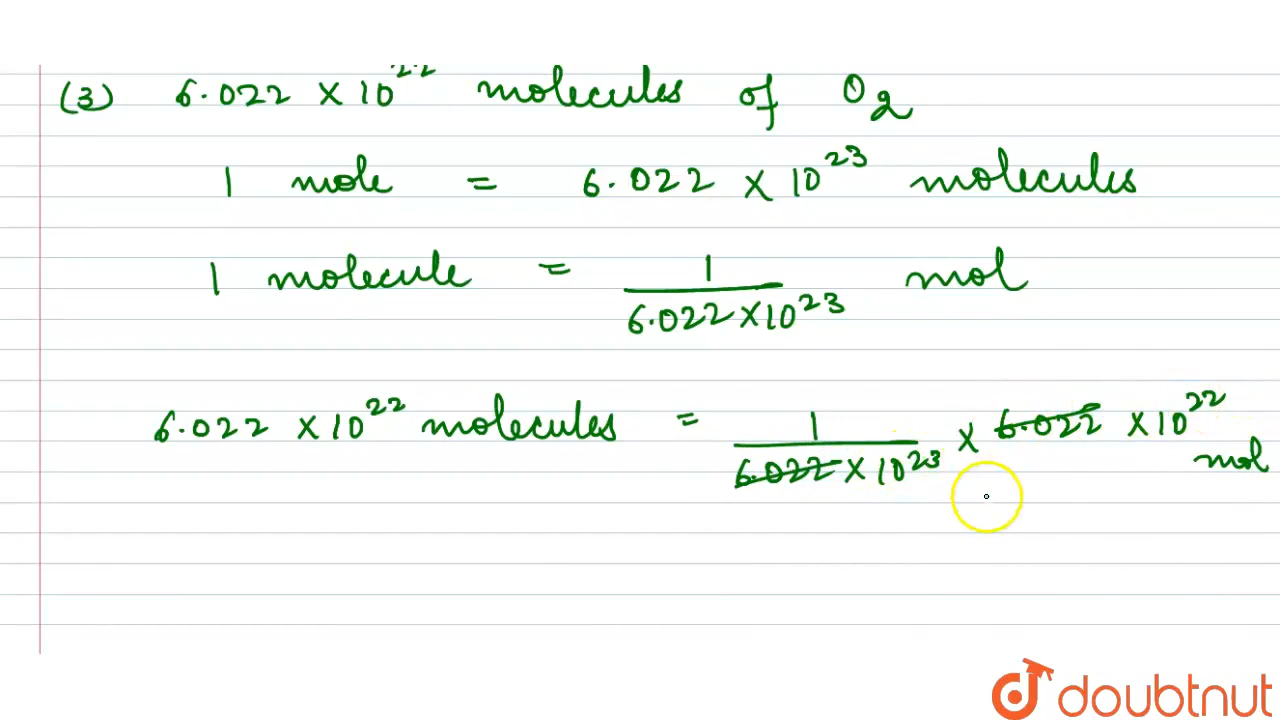 (3) 6.022 × 10²² molecules of O₂
1 mole = 6.022 × 10²³ molecules
1 molecule = 1 / 6.022 × 10²³ mol
6.022 × 10²² molecules = 1 / 6.022 × 10²³ × 6.022 × 10²² mol
doubtnut